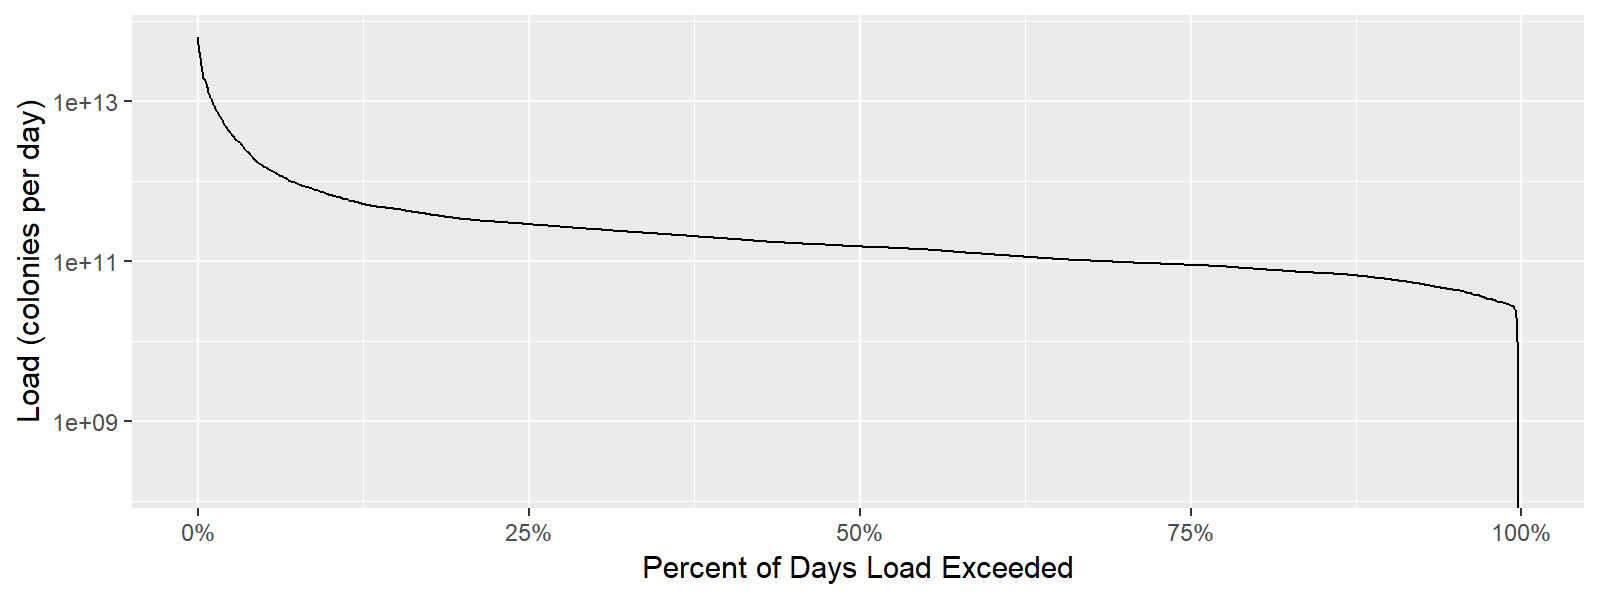 Load (colonies per day)
1e+13
1e+11
1e+09
0% 25% 50% 75% 100%
Percent of Days Load Exceeded